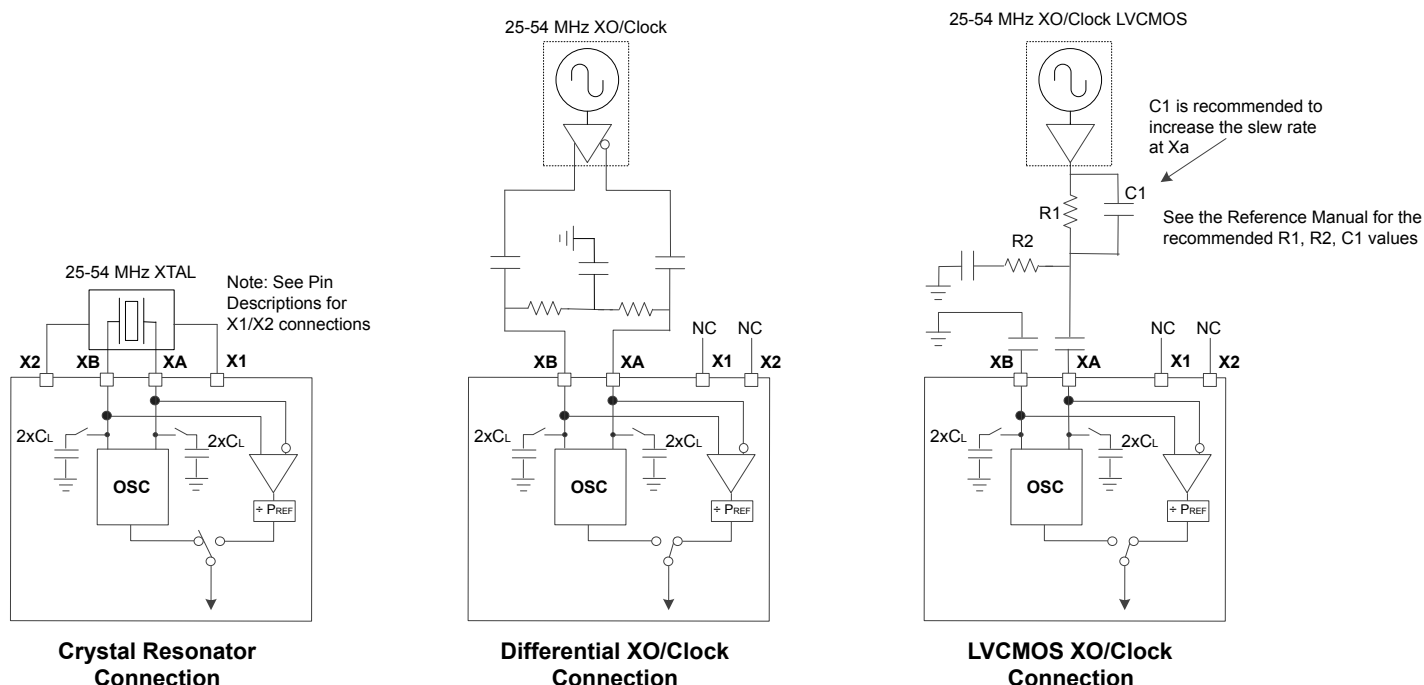 25-54 MHz XTAL
Note: See Pin
Descriptions for
X1/X2 connections
X2 XB XA X1
2xCL 2xCL
OSC
÷ PREF
Crystal Resonator
Connection
25-54 MHz XO/Clock
NC NC
XB XA X1 X2
2xCL 2xCL
OSC
÷ PREF
Differential XO/Clock
Connection
25-54 MHz XO/Clock LVCMOS
C1 is recommended to
increase the slew rate
at Xa
C1
R1
See the Reference Manual for the
recommended R1, R2, C1 values
R2
NC NC
XB XA X1 X2
2xCL 2xCL
OSC
÷ PREF
LVCMOS XO/Clock
Connection